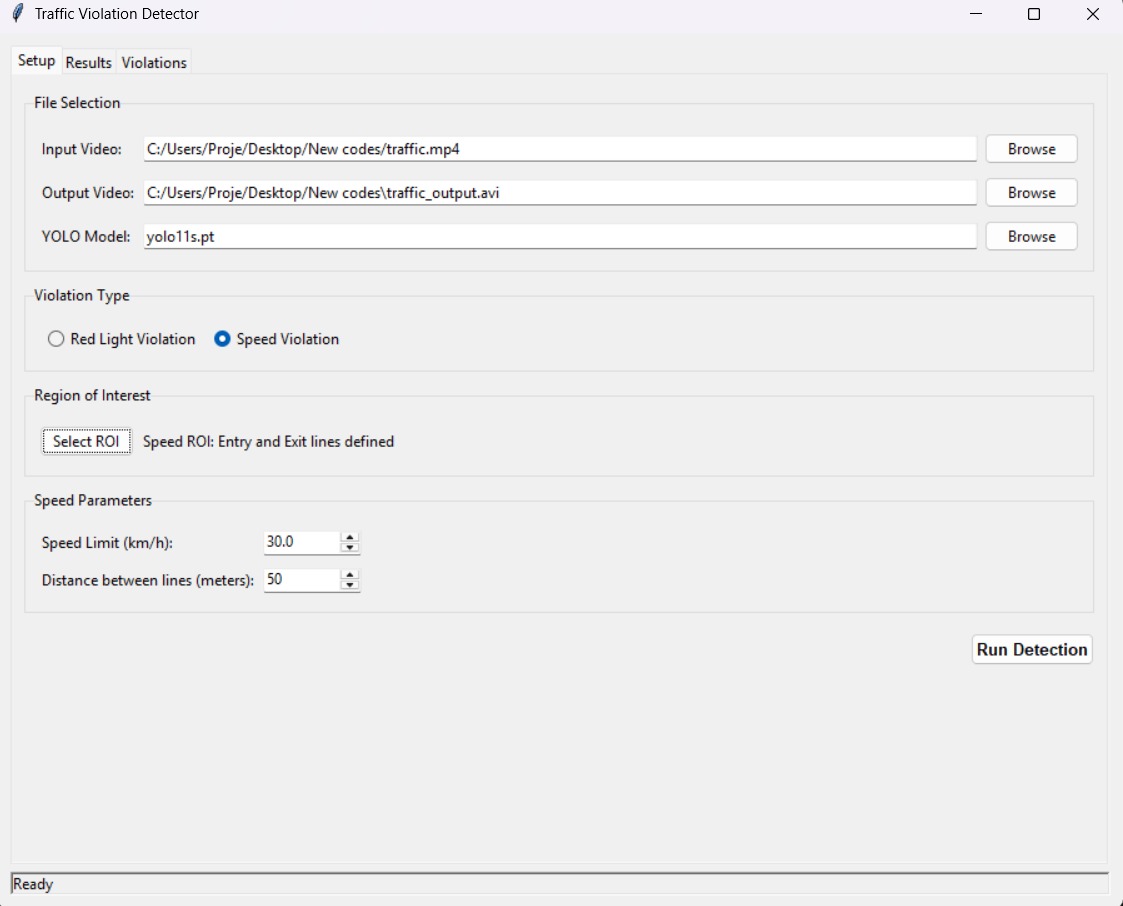 Traffic Violation Detector
Setup Results Violations
File Selection
Input Video: C:/Users/Proje/Desktop/New codes/traffic.mp4 Browse
Output Video: C:/Users/Proje/Desktop/New codes\traffic_output.avi Browse
YOLO Model: yolo11s.pt Browse
Violation Type
Red Light Violation Speed Violation
Region of Interest
Select ROI Speed ROI: Entry and Exit lines defined
Speed Parameters
Speed Limit (km/h): 30.0
Distance between lines (meters): 50
Run Detection
Ready